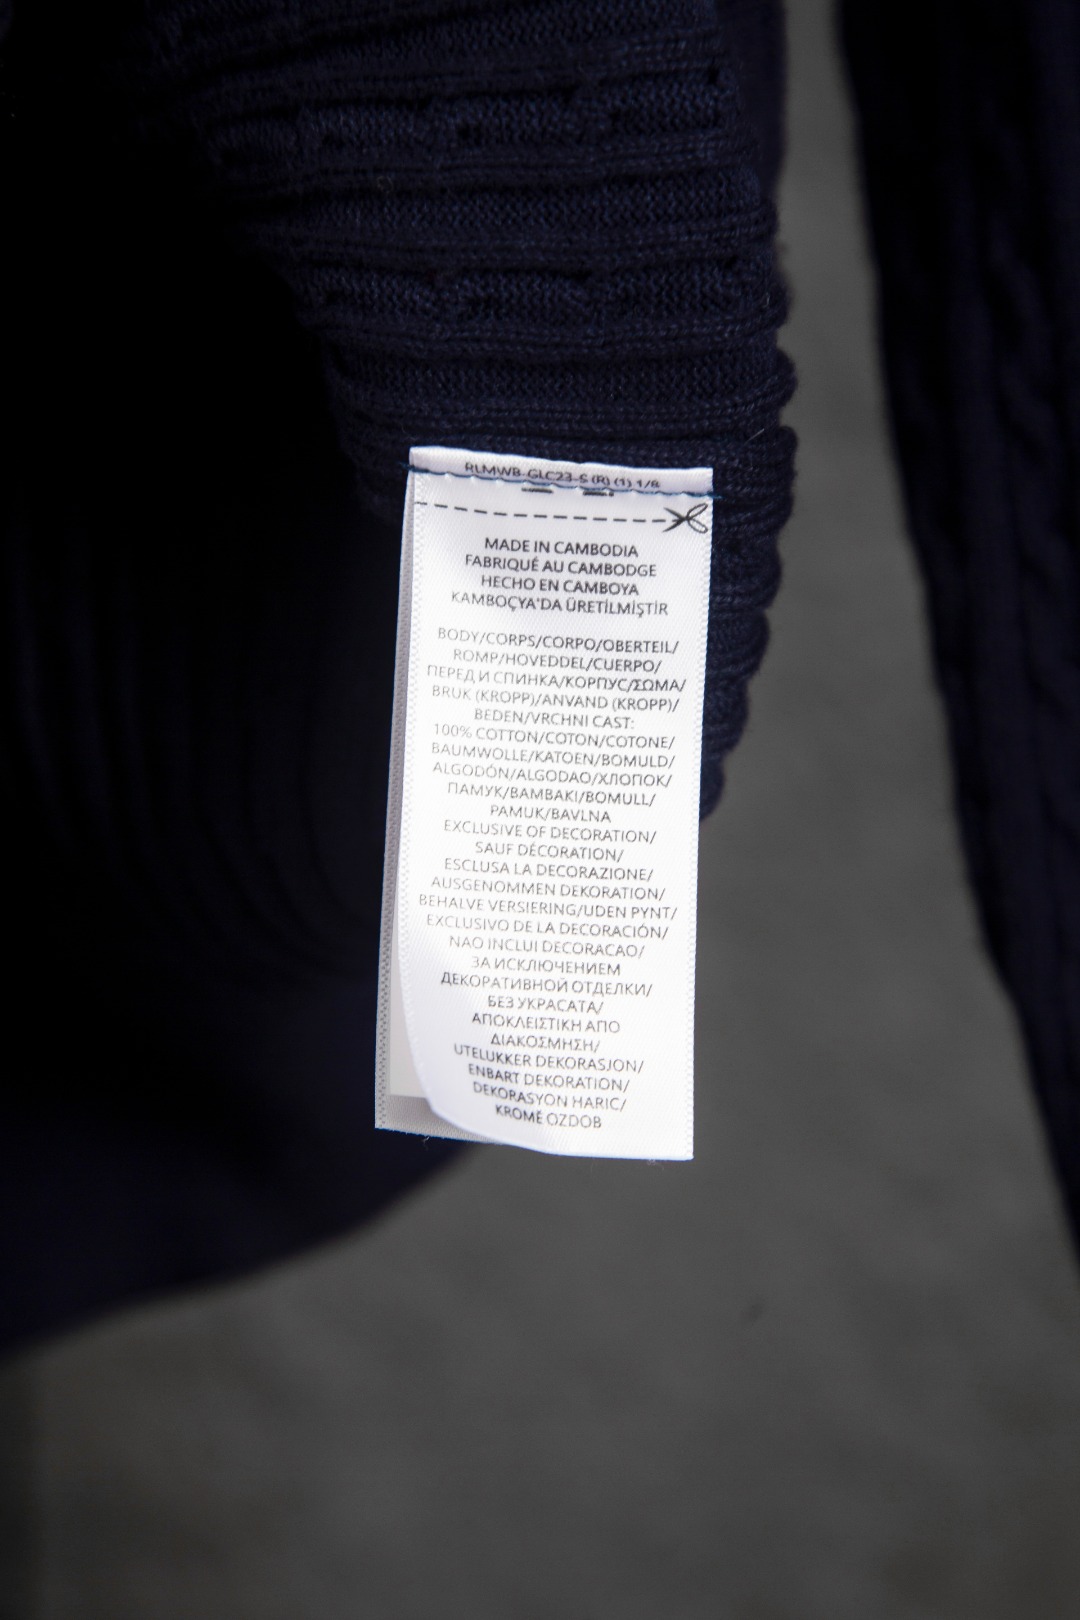 RLMWB-GLC23-S (R) (1) 1/8
MADE IN CAMBODIA
FABRIQUÉ AU CAMBODGE
HECHO EN CAMBOYA
KAMBOÇYA'DA ÜRETİLMİŞTİR
BODY/CORPS/CORPO/OBERTEIL/
ROMP/HOVEDDEL/CUERPO/
ПЕРЕД И СПИНКА/КОРПУС/ΣΩΜΑ/
BRUK (KROPP)/ANVAND (KROPP)/
BEDEN/VRCHNI CAST:
100% COTTON/COTON/COTONE/
BAUMWOLLE/KATOEN/BOMULD/
ALGODÓN/ALGODAO/ХЛОПОК/
ПАМУК/ΒΑΜΒΑΚΙ/BOMULL/
PAMUK/BAVLNA
EXCLUSIVE OF DECORATION/
SAUF DÉCORATION/
ESCLUSA LA DECORAZIONE/
AUSGENOMMEN DEKORATION/
BEHALVE VERSIERING/UDEN PYNT/
EXCLUSIVO DE LA DECORACIÓN/
NAO INCLUI DECORACAO/
ЗА ИСКЛЮЧЕНИЕМ
ДЕКОРАТИВНОЙ ОТДЕЛКИ/
БЕЗ УКРАСАТА/
ΑΠΟΚΛΕΙΣΤΙΚΗ ΑΠΟ
ΔΙΑΚΟΣΜΗΣΗ/
UTELUKKER DEKORASJON/
ENBART DEKORATION/
DEKORASYON HARIC/
KROMÉ OZDOB